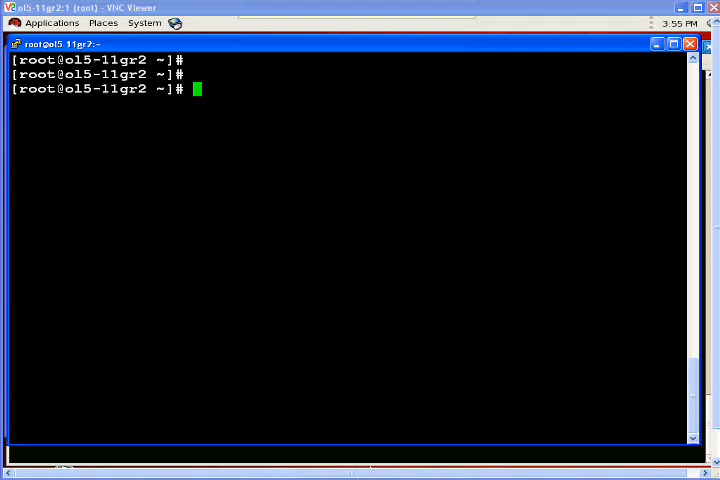 ol5-11gr2:1 (root) - VNC Viewer
Applications Places System 3:55 PM
root@ol5-11gr2:~
[root@ol5-11gr2 ~]#
[root@ol5-11gr2 ~]#
[root@ol5-11gr2 ~]#